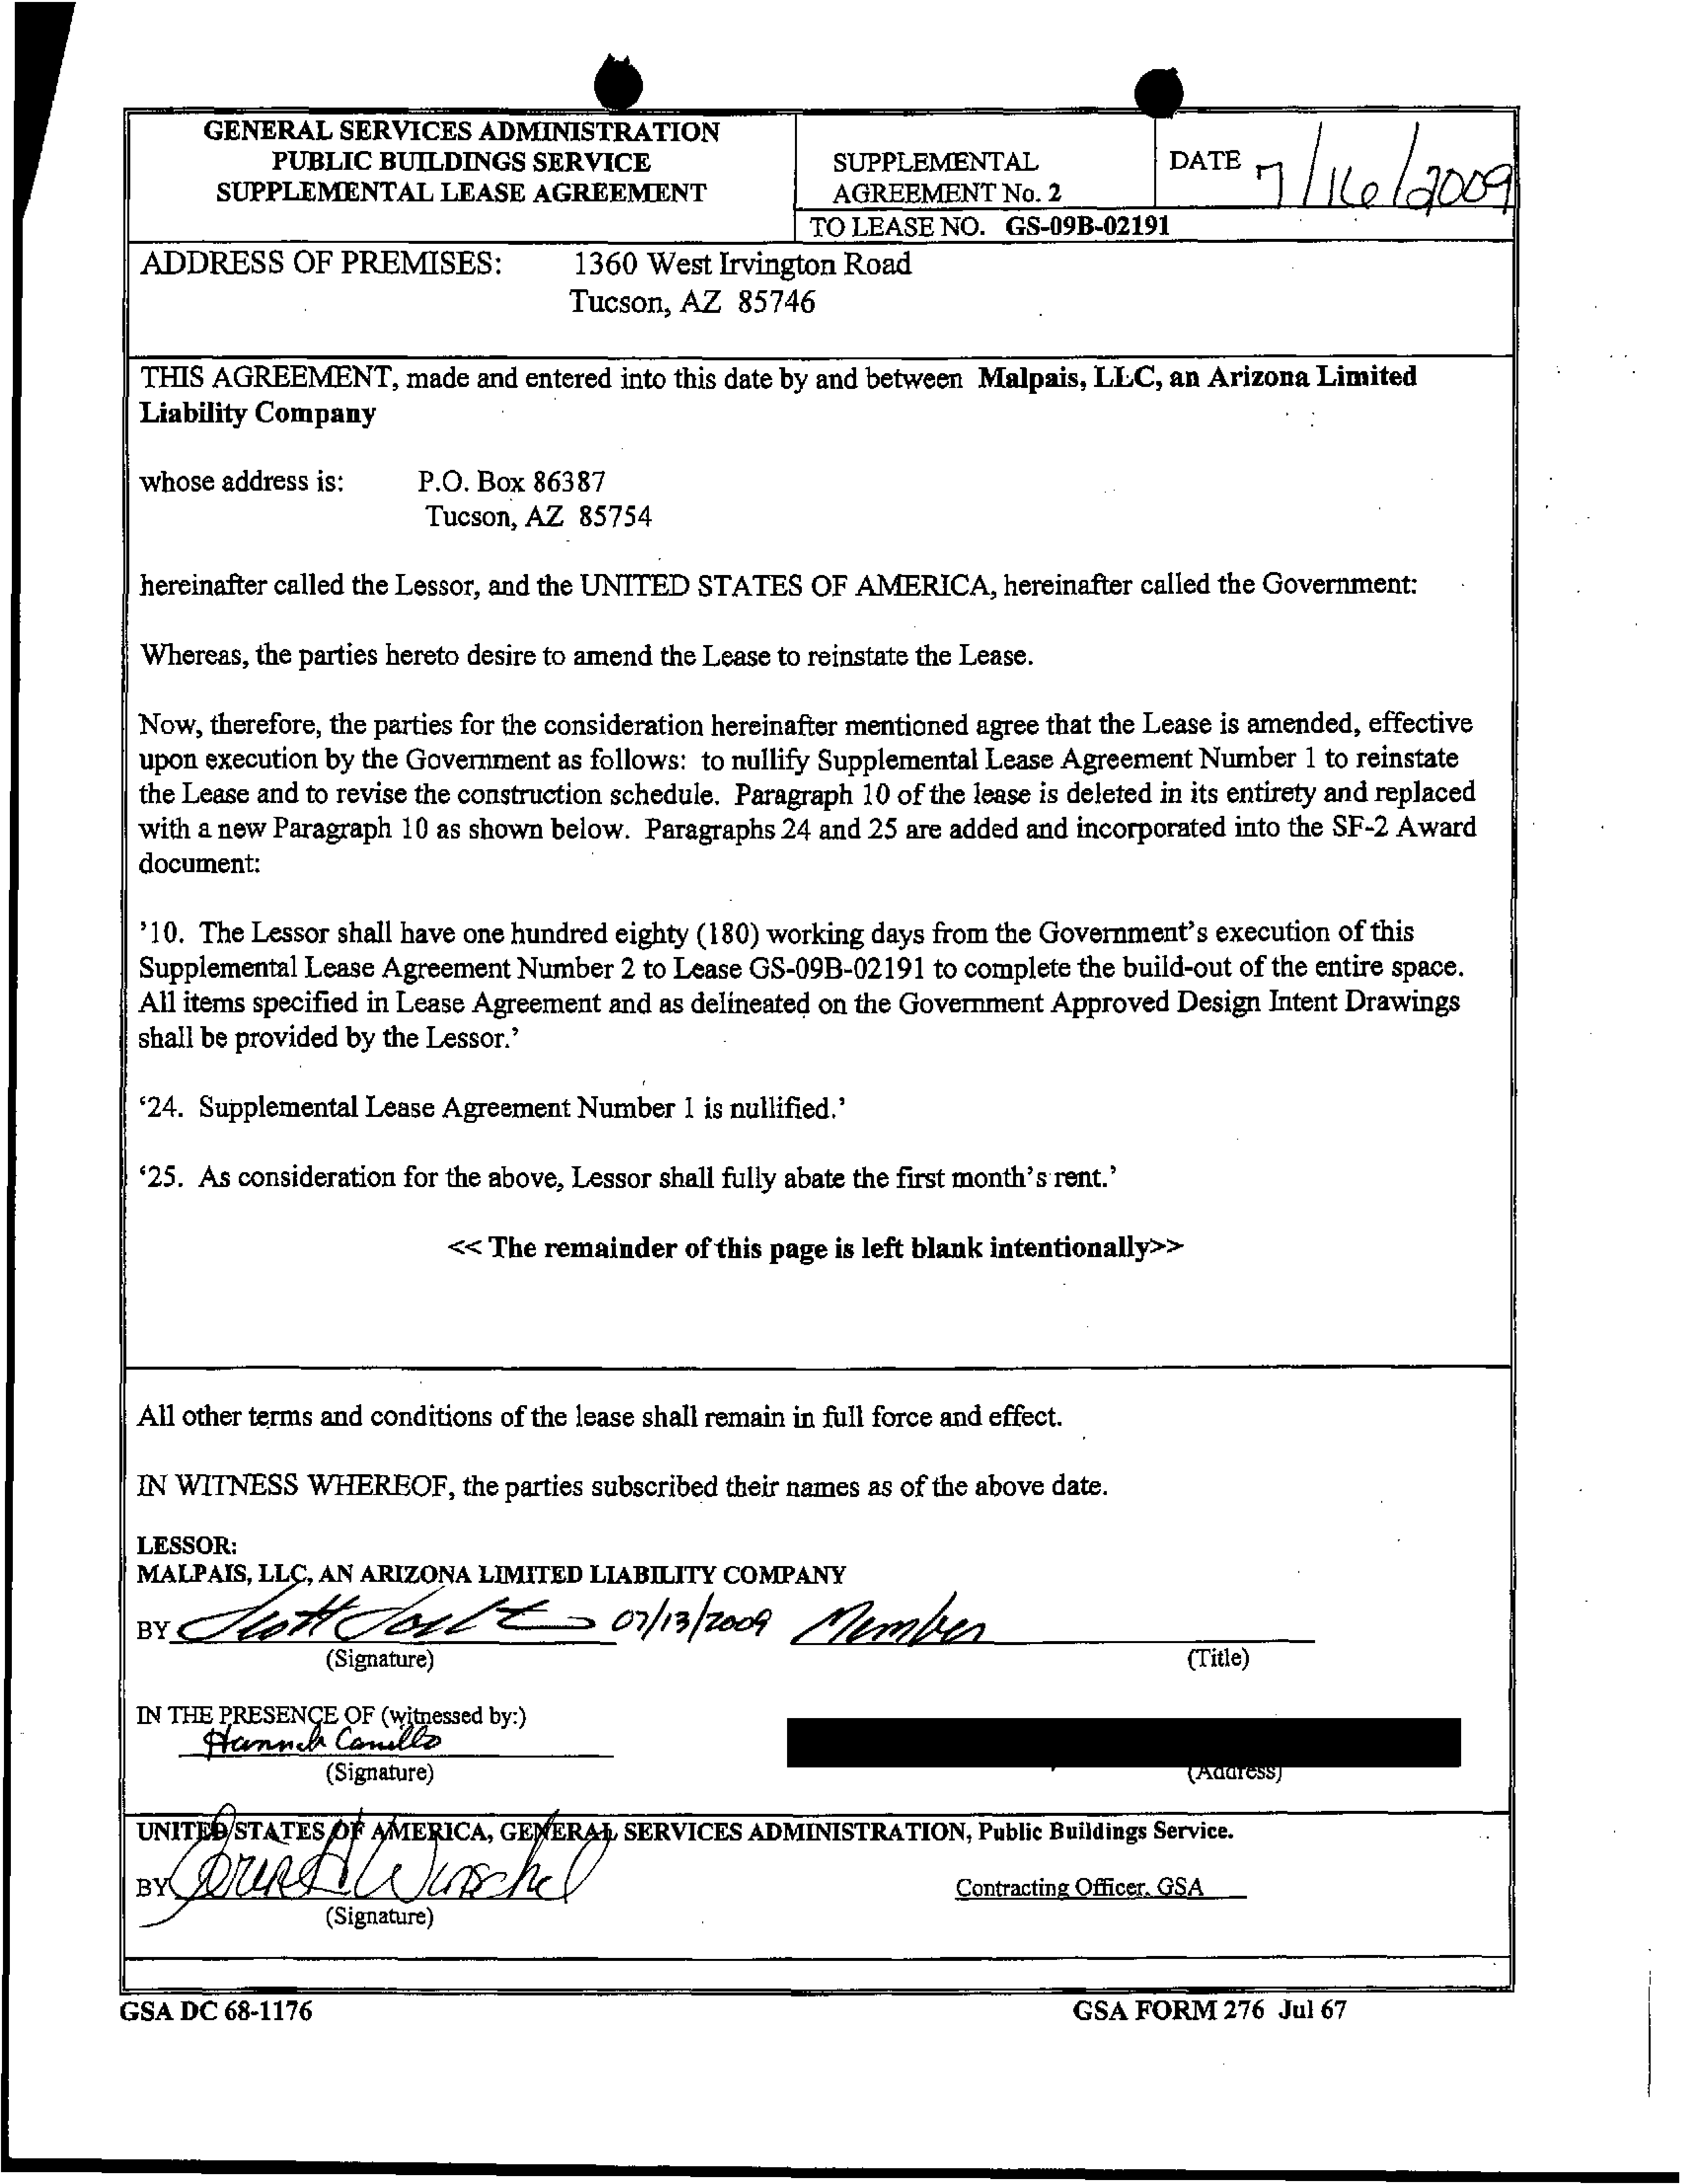 GENERAL SERVICES ADMINISTRATION
PUBLIC BUILDINGS SERVICE
SUPPLEMENTAL LEASE AGREEMENT
SUPPLEMENTAL
AGREEMENT No. 2
DATE 7/16/2009
TO LEASE NO. GS-09B-02191
ADDRESS OF PREMISES: 1360 West Irvington Road
Tucson, AZ 85746
THIS AGREEMENT, made and entered into this date by and between Malpais, LLC, an Arizona Limited
Liability Company
whose address is: P.O. Box 86387
Tucson, AZ 85754
hereinafter called the Lessor, and the UNITED STATES OF AMERICA, hereinafter called the Government:
Whereas, the parties hereto desire to amend the Lease to reinstate the Lease.
Now, therefore, the parties for the consideration hereinafter mentioned agree that the Lease is amended, effective
upon execution by the Government as follows: to nullify Supplemental Lease Agreement Number 1 to reinstate
the Lease and to revise the construction schedule. Paragraph 10 of the lease is deleted in its entirety and replaced
with a new Paragraph 10 as shown below. Paragraphs 24 and 25 are added and incorporated into the SF-2 Award
document:
’10. The Lessor shall have one hundred eighty (180) working days from the Government’s execution of this
Supplemental Lease Agreement Number 2 to Lease GS-09B-02191 to complete the build-out of the entire space.
All items specified in Lease Agreement and as delineated on the Government Approved Design Intent Drawings
shall be provided by the Lessor.’
‘24. Supplemental Lease Agreement Number 1 is nullified.’
‘25. As consideration for the above, Lessor shall fully abate the first month’s rent.’
<< The remainder of this page is left blank intentionally>>
All other terms and conditions of the lease shall remain in full force and effect.
IN WITNESS WHEREOF, the parties subscribed their names as of the above date.
LESSOR:
MALPAIS, LLC, AN ARIZONA LIMITED LIABILITY COMPANY
BY Scott 07/13/2009 Member
(Signature) (Title)
IN THE PRESENCE OF (witnessed by:)
Hannah
(Signature) (Address)
UNITED STATES OF AMERICA, GENERAL SERVICES ADMINISTRATION, Public Buildings Service.
BY Contracting Officer, GSA
(Signature)
GSA DC 68-1176 GSA FORM 276 Jul 67